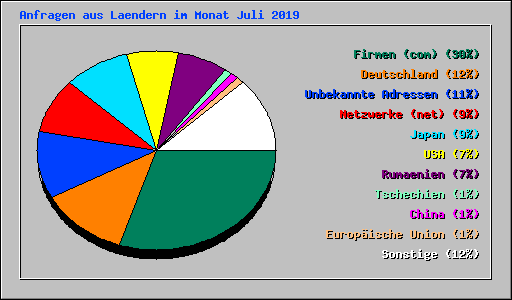 Anfragen aus Laendern im Monat Juli 2019
Firmen (com) (30%)
Deutschland (12%)
Unbekannte Adressen (11%)
Netzwerke (net) (9%)
Japan (9%)
USA (7%)
Rumaenien (7%)
Tschechien (1%)
China (1%)
Europäische Union (1%)
Sonstige (12%)